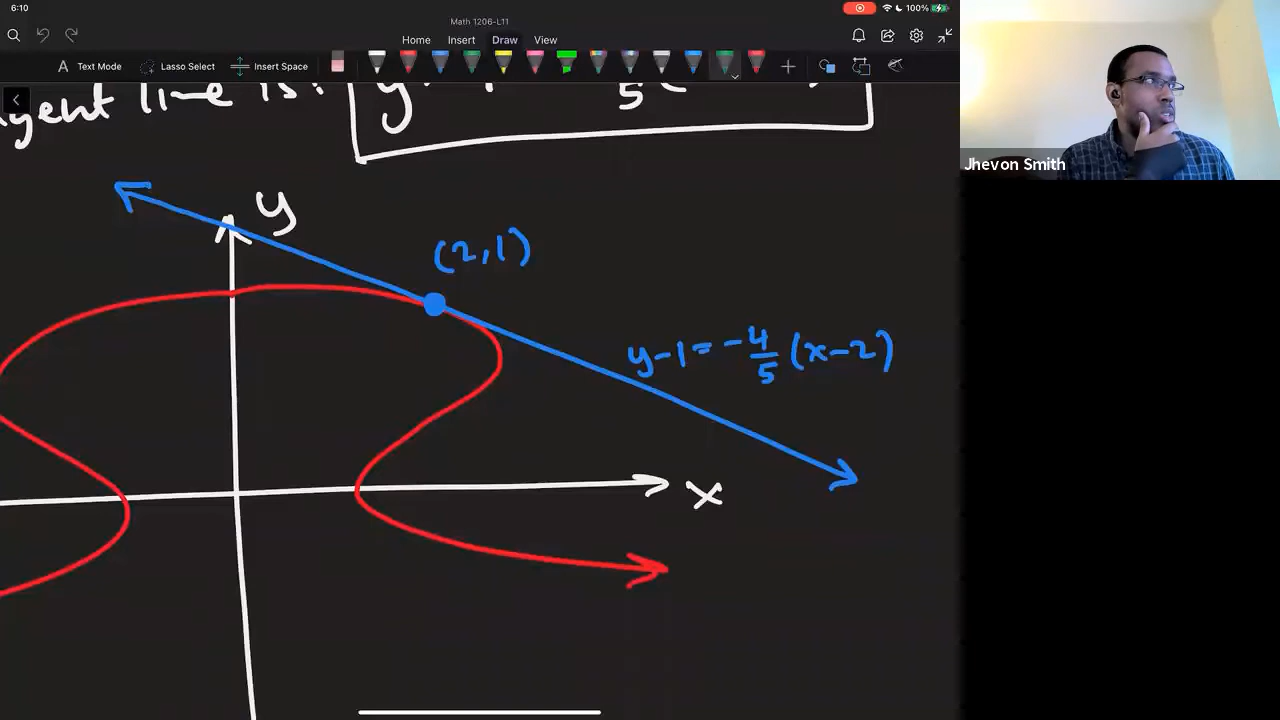 6:10
100%
Math 1206-L11
Home Insert Draw View
Text Mode Lasso Select Insert Space
line is:
y
5
y
(2,1)
y-1=-4/5(x-2)
x
Jhevon Smith